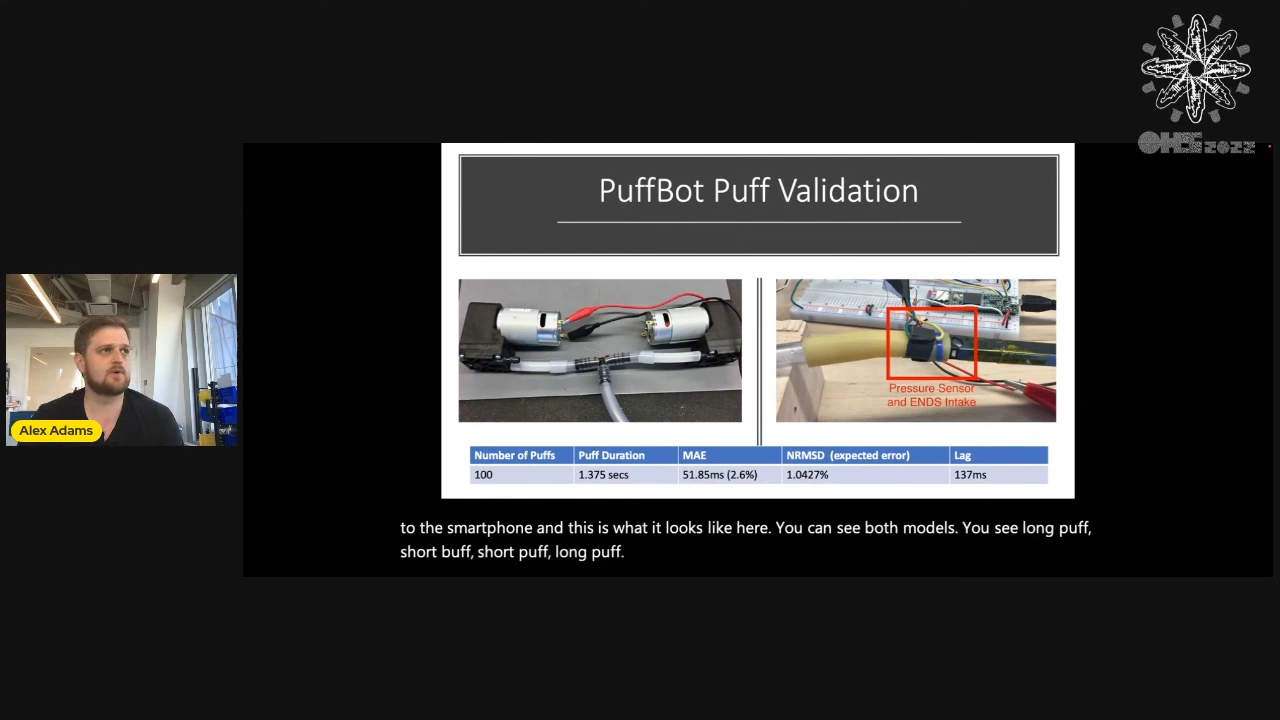 OHS2022
PuffBot Puff Validation
Pressure Sensor
and ENDS Intake
Alex Adams
Number of Puffs Puff Duration MAE NRMSD (expected error) Lag
100 1.375 secs 51.85ms (2.6%) 1.0427% 137ms
to the smartphone and this is what it looks like here. You can see both models. You see long puff,
short buff, short puff, long puff.